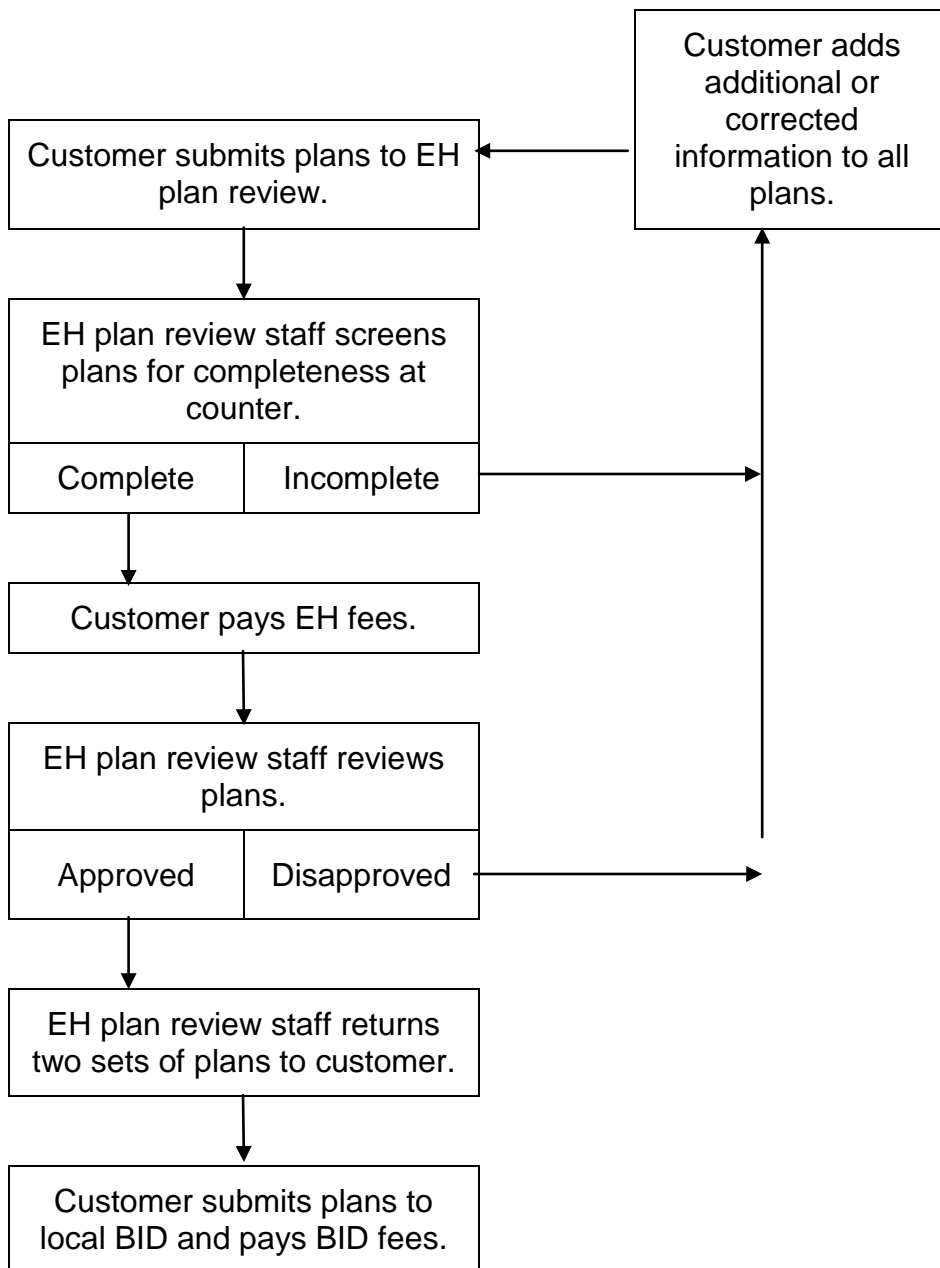 Customer adds
additional or
corrected
information to all
plans.
Customer submits plans to EH
plan review.
EH plan review staff screens
plans for completeness at
counter.
Complete
Incomplete
Customer pays EH fees.
EH plan review staff reviews
plans.
Approved
Disapproved
EH plan review staff returns
two sets of plans to customer.
Customer submits plans to
local BID and pays BID fees.